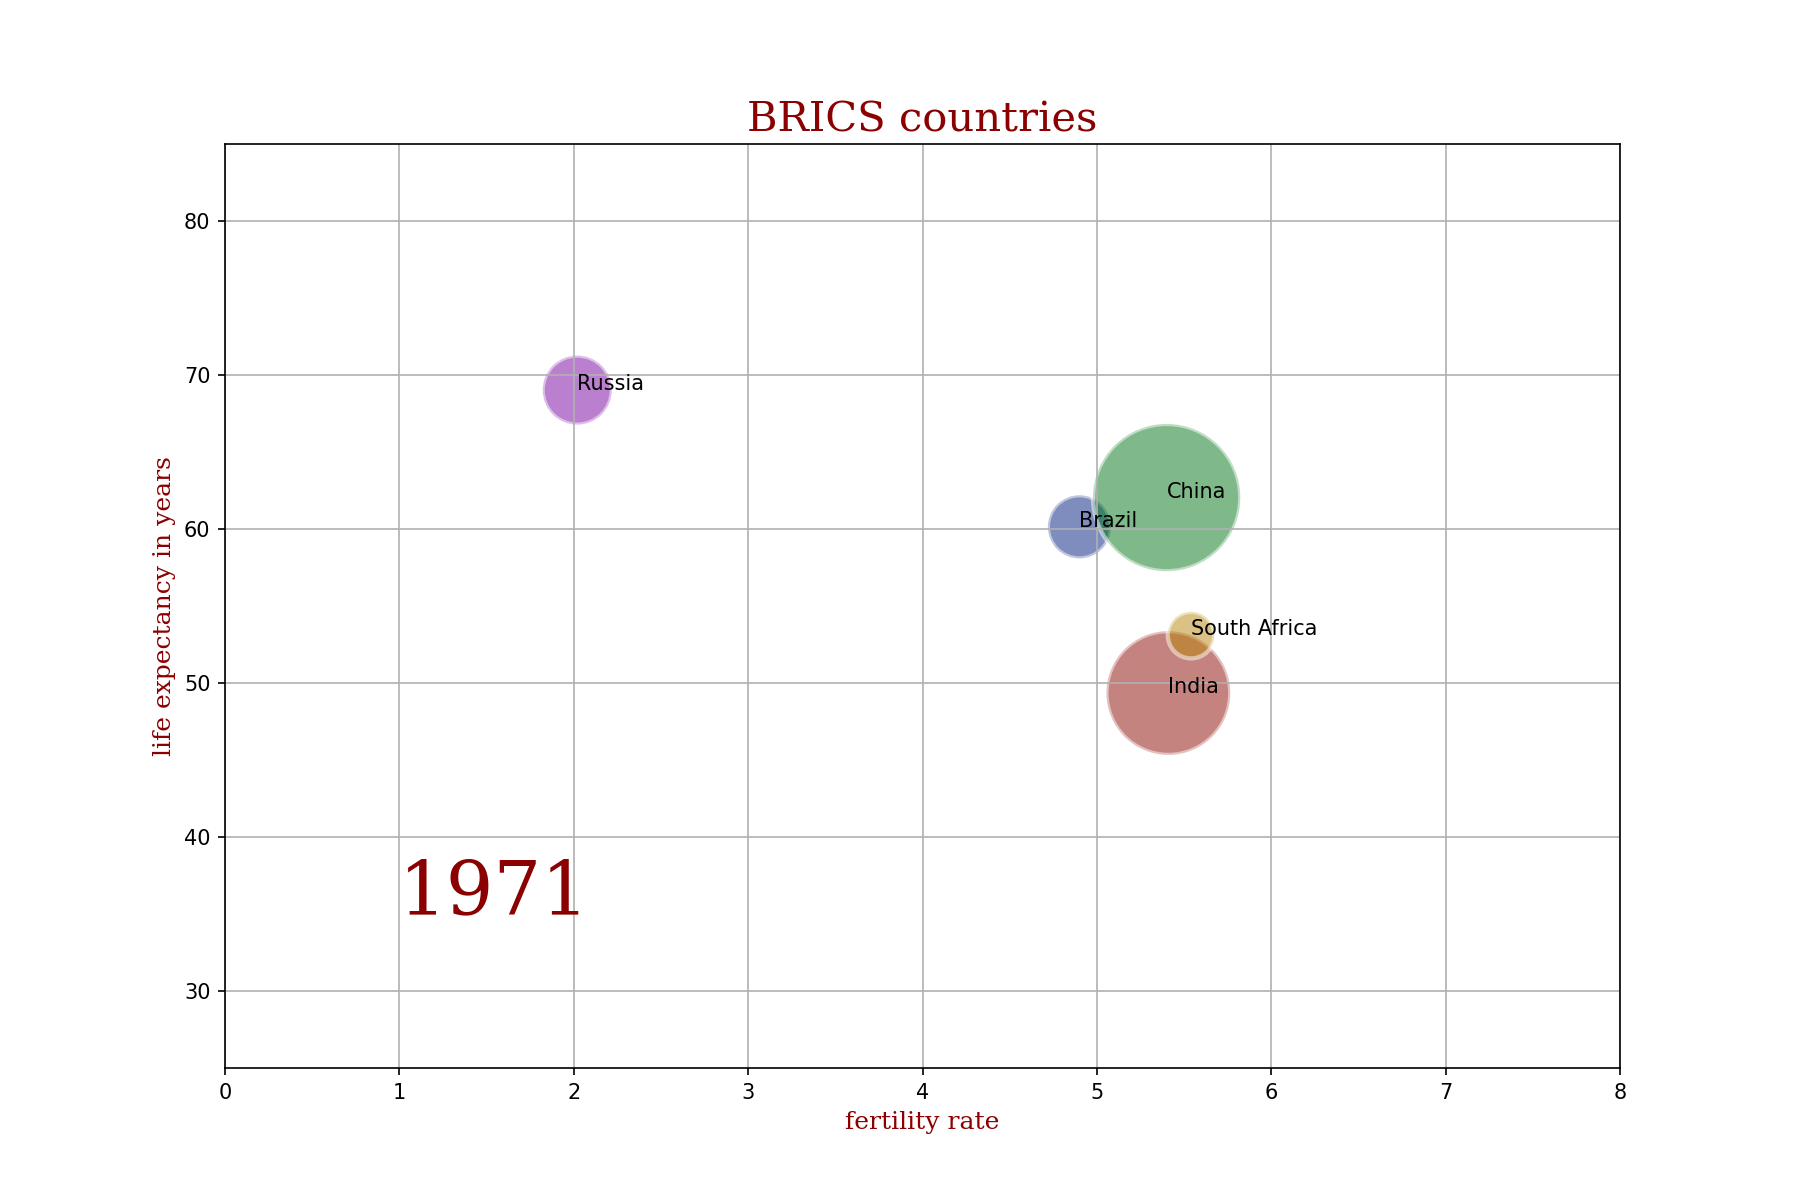 BRICS countries
80
70
60
50
40
30
life expectancy in years
Russia
China
Brazil
South Africa
India
1971
0 1 2 3 4 5 6 7 8
fertility rate